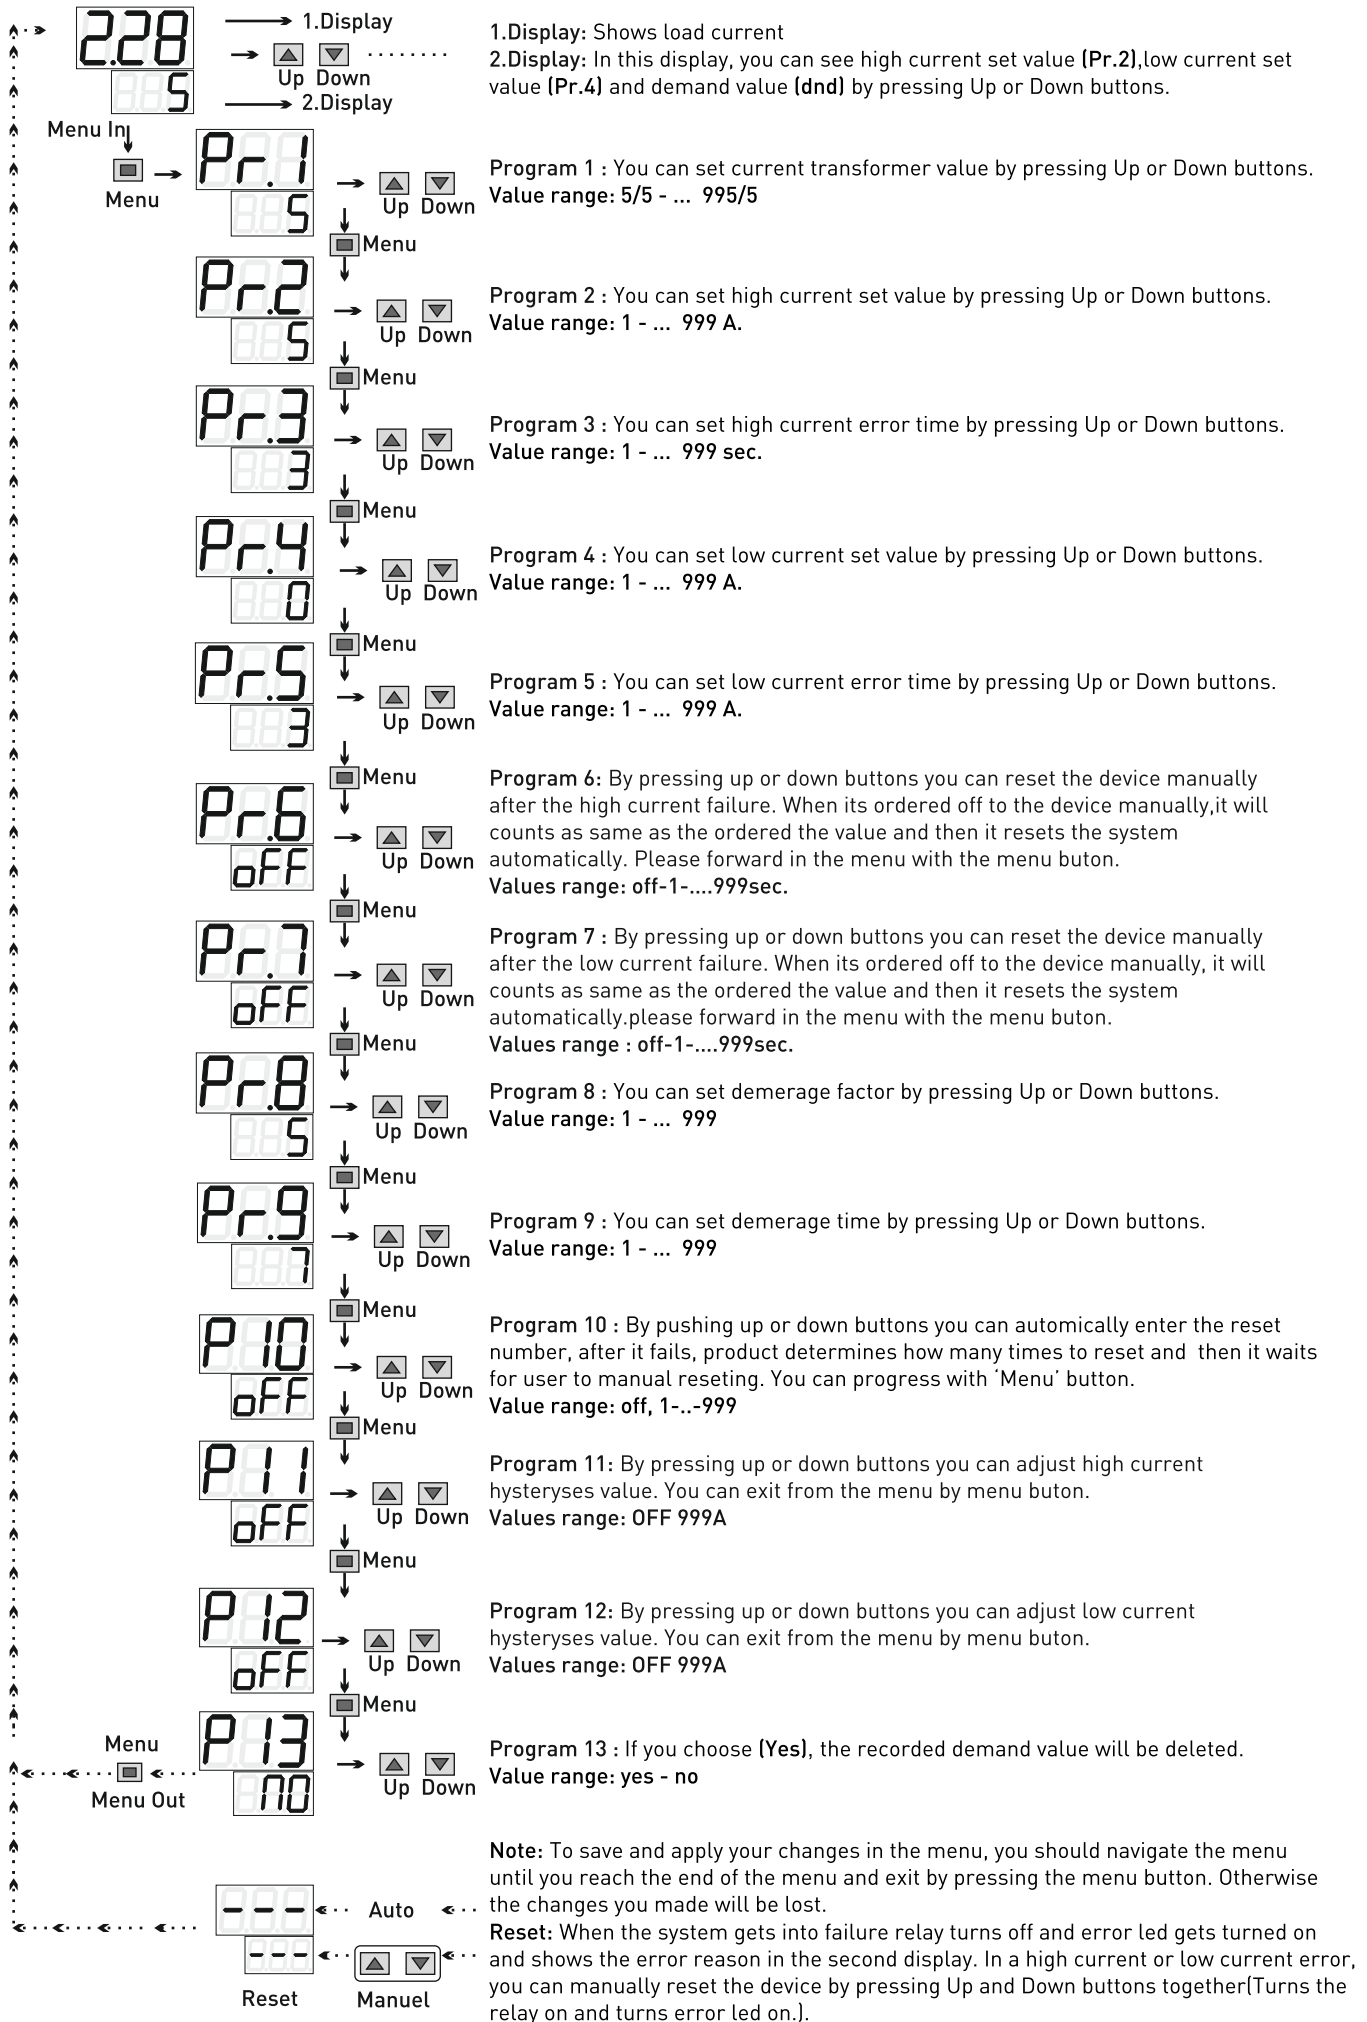 2.28
1.Display
Up Down
5
2.Display
1.Display: Shows load current
2.Display: In this display, you can see high current set value (Pr.2),low current set
value (Pr.4) and demand value (dnd) by pressing Up or Down buttons.
Menu In
Menu
Pr.1
5
Up Down
Menu
Program 1 : You can set current transformer value by pressing Up or Down buttons.
Value range: 5/5 - ... 995/5
Pr.2
5
Up Down
Menu
Program 2 : You can set high current set value by pressing Up or Down buttons.
Value range: 1 - ... 999 A.
Pr.3
3
Up Down
Menu
Program 3 : You can set high current error time by pressing Up or Down buttons.
Value range: 1 - ... 999 sec.
Pr.4
0
Up Down
Menu
Program 4 : You can set low current set value by pressing Up or Down buttons.
Value range: 1 - ... 999 A.
Pr.5
3
Up Down
Menu
Program 5 : You can set low current error time by pressing Up or Down buttons.
Value range: 1 - ... 999 A.
Pr.6
oFF
Up Down
Menu
Program 6: By pressing up or down buttons you can reset the device manually
after the high current failure. When its ordered off to the device manually,it will
counts as same as the ordered the value and then it resets the system
automatically. Please forward in the menu with the menu buton.
Values range: off-1-....999sec.
Pr.7
oFF
Up Down
Menu
Program 7 : By pressing up or down buttons you can reset the device manually
after the low current failure. When its ordered off to the device manually, it will
counts as same as the ordered the value and then it resets the system
automatically.please forward in the menu with the menu buton.
Values range : off-1-....999sec.
Pr.8
5
Up Down
Menu
Program 8 : You can set demerage factor by pressing Up or Down buttons.
Value range: 1 - ... 999
Pr.9
7
Up Down
Menu
Program 9 : You can set demerage time by pressing Up or Down buttons.
Value range: 1 - ... 999
P10
oFF
Up Down
Menu
Program 10 : By pushing up or down buttons you can automically enter the reset
number, after it fails, product determines how many times to reset and then it waits
for user to manual reseting. You can progress with ‘Menu’ button.
Value range: off, 1-..-999
P11
oFF
Up Down
Menu
Program 11: By pressing up or down buttons you can adjust high current
hysteryses value. You can exit from the menu by menu buton.
Values range: OFF 999A
P12
oFF
Up Down
Menu
Program 12: By pressing up or down buttons you can adjust low current
hysteryses value. You can exit from the menu by menu buton.
Values range: OFF 999A
P13
no
Up Down
Menu
Menu Out
Program 13 : If you choose (Yes), the recorded demand value will be deleted.
Value range: yes - no
Note: To save and apply your changes in the menu, you should navigate the menu
until you reach the end of the menu and exit by pressing the menu button. Otherwise
the changes you made will be lost.
Reset: When the system gets into failure relay turns off and error led gets turned on
and shows the error reason in the second display. In a high current or low current error,
you can manually reset the device by pressing Up and Down buttons together(Turns the
relay on and turns error led on.).
---
Auto
---
Reset
Manuel